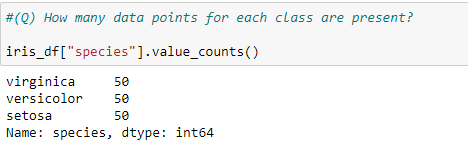 #(Q) How many data points for each class are present?
iris_df["species"].value_counts()
virginica     50
versicolor    50
setosa        50
Name: species, dtype: int64